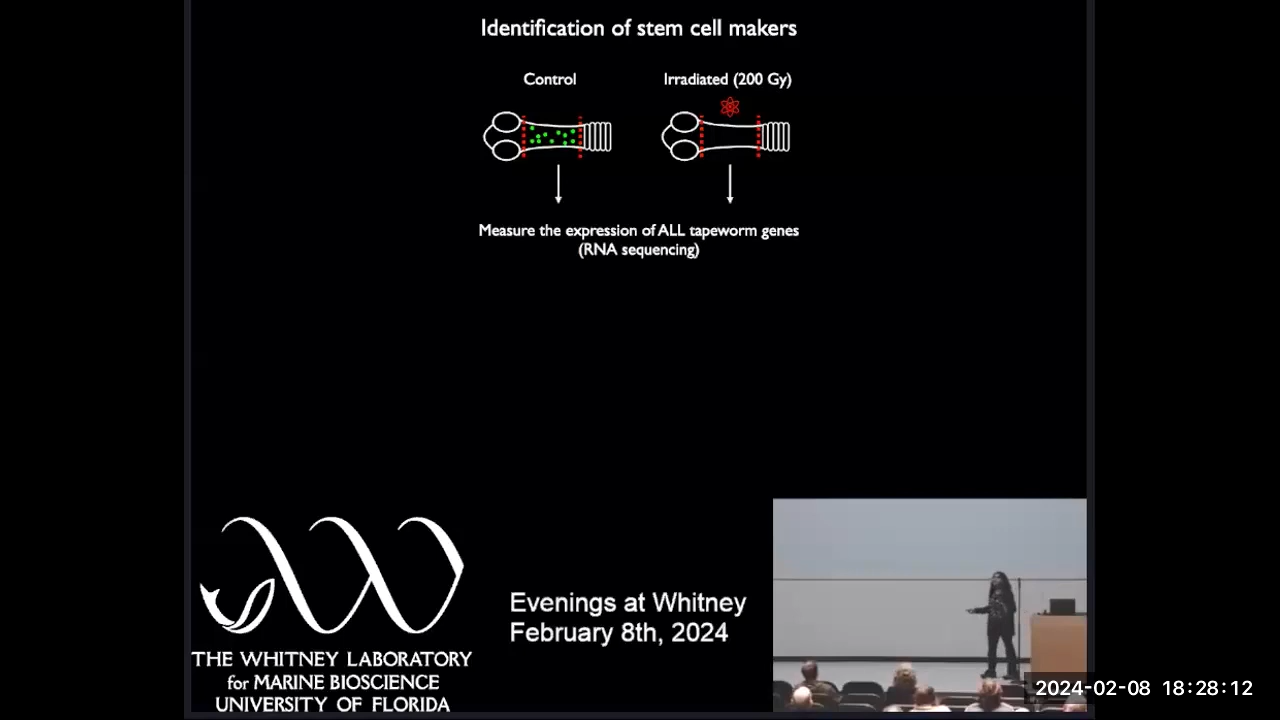 Identification of stem cell makers
Control
Irradiated (200 Gy)
Measure the expression of ALL tapeworm genes
(RNA sequencing)
Evenings at Whitney
February 8th, 2024
THE WHITNEY LABORATORY
for MARINE BIOSCIENCE
UNIVERSITY OF FLORIDA
2024-02-08 18:28:12